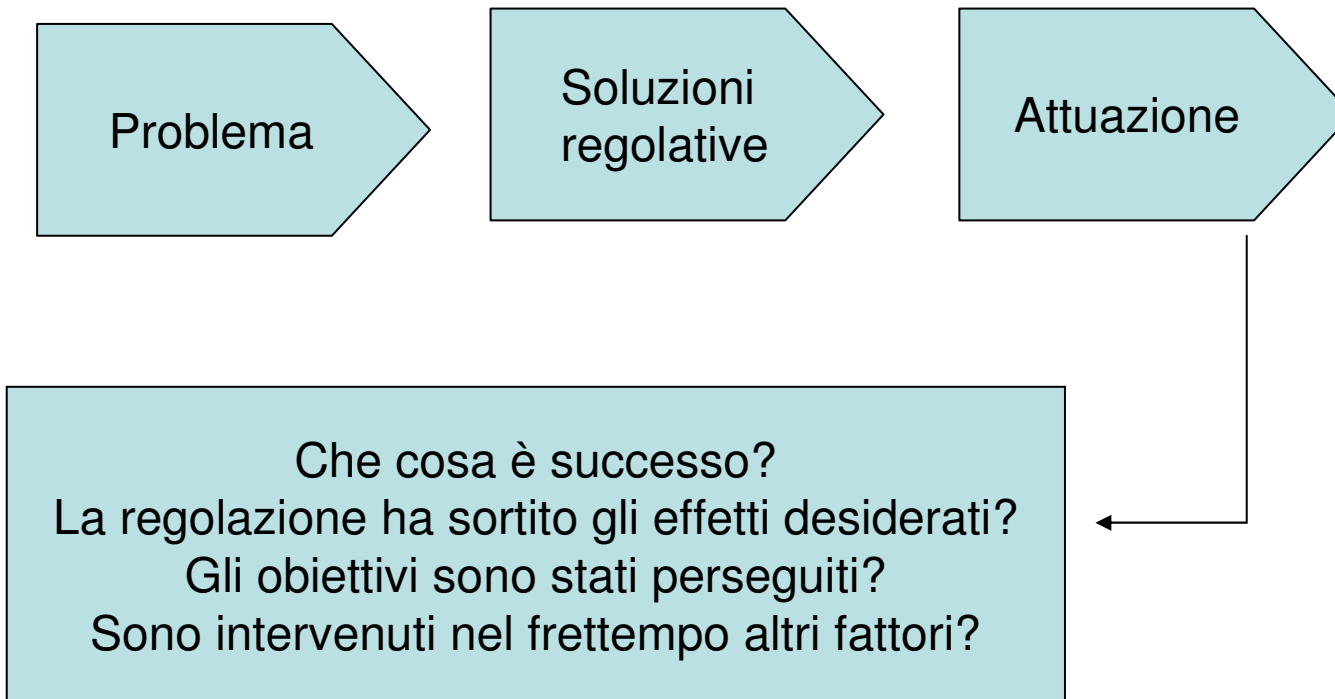 Problema
Soluzioni
regolative
Attuazione
Che cosa è successo?
La regolazione ha sortito gli effetti desiderati?
Gli obiettivi sono stati perseguiti?
Sono intervenuti nel frettempo altri fattori?